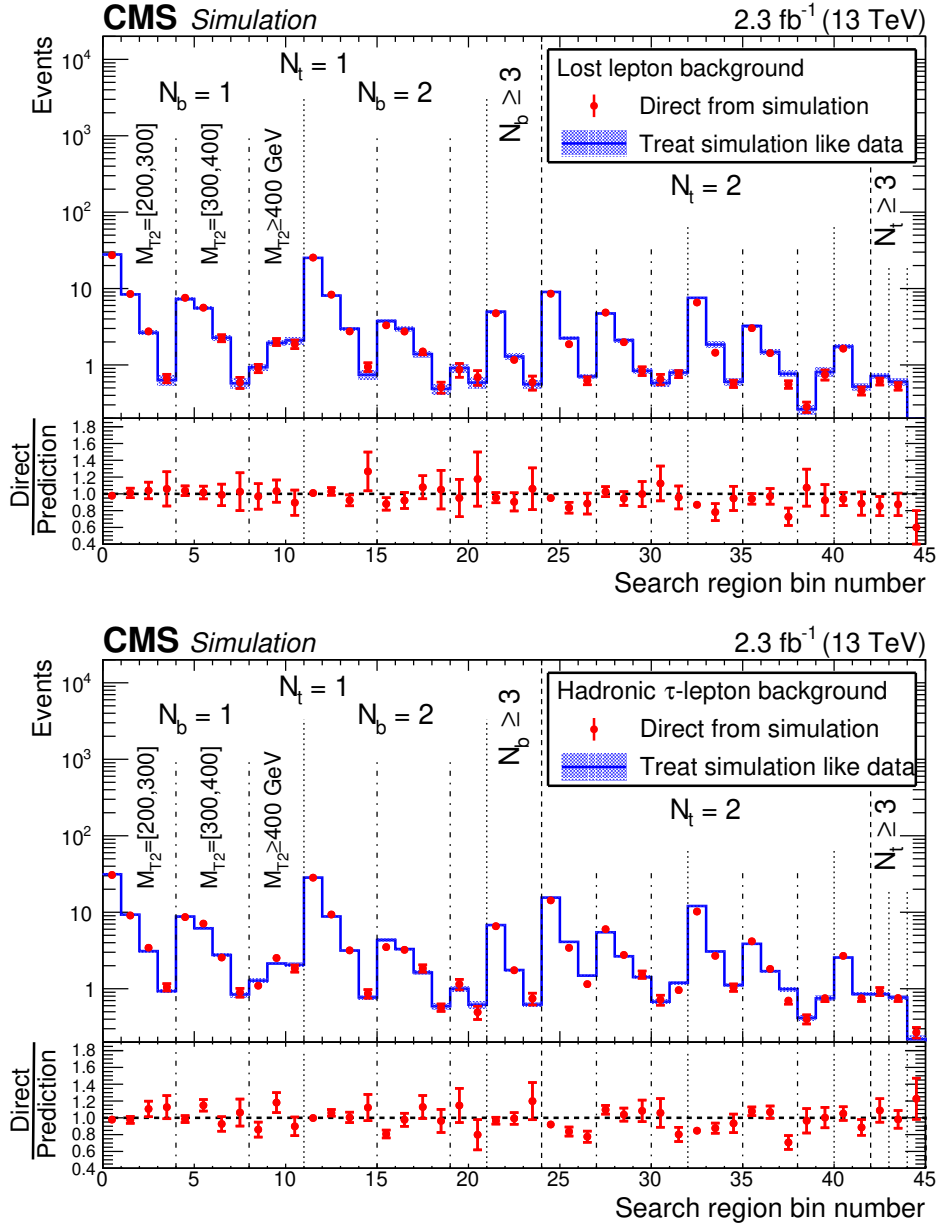 CMS Simulation 2.3 fb⁻¹ (13 TeV)
Events
10⁴
10³
10²
10
1
N_t = 1
N_b = 1
N_b = 2
N_b ≥ 3
M_T2=[200,300]
M_T2=[300,400]
M_T2≥400 GeV
Lost lepton background
Direct from simulation
Treat simulation like data
N_t = 2
N_t ≥ 3
Direct
Prediction
1.8
1.6
1.4
1.2
1.0
0.8
0.6
0.4
0 5 10 15 20 25 30 35 40 45
Search region bin number
CMS Simulation 2.3 fb⁻¹ (13 TeV)
Events
10⁴
10³
10²
10
1
N_t = 1
N_b = 1
N_b = 2
N_b ≥ 3
M_T2=[200,300]
M_T2=[300,400]
M_T2≥400 GeV
Hadronic τ-lepton background
Direct from simulation
Treat simulation like data
N_t = 2
N_t ≥ 3
Direct
Prediction
1.8
1.6
1.4
1.2
1.0
0.8
0.6
0.4
0 5 10 15 20 25 30 35 40 45
Search region bin number